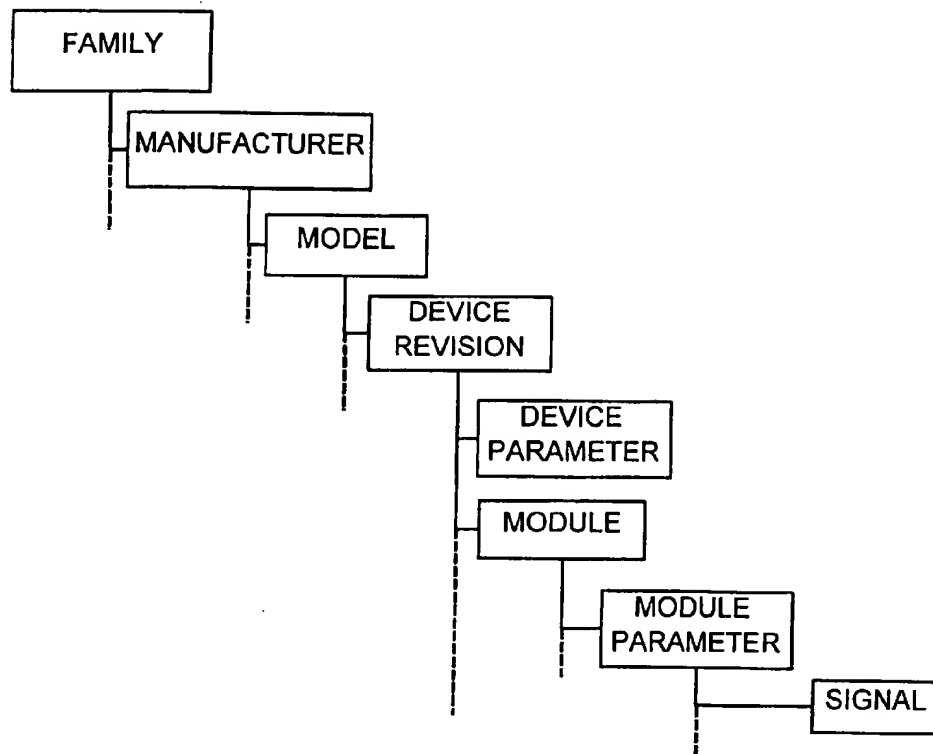 FAMILY
MANUFACTURER
MODEL
DEVICE
REVISION
DEVICE
PARAMETER
MODULE
MODULE
PARAMETER
SIGNAL